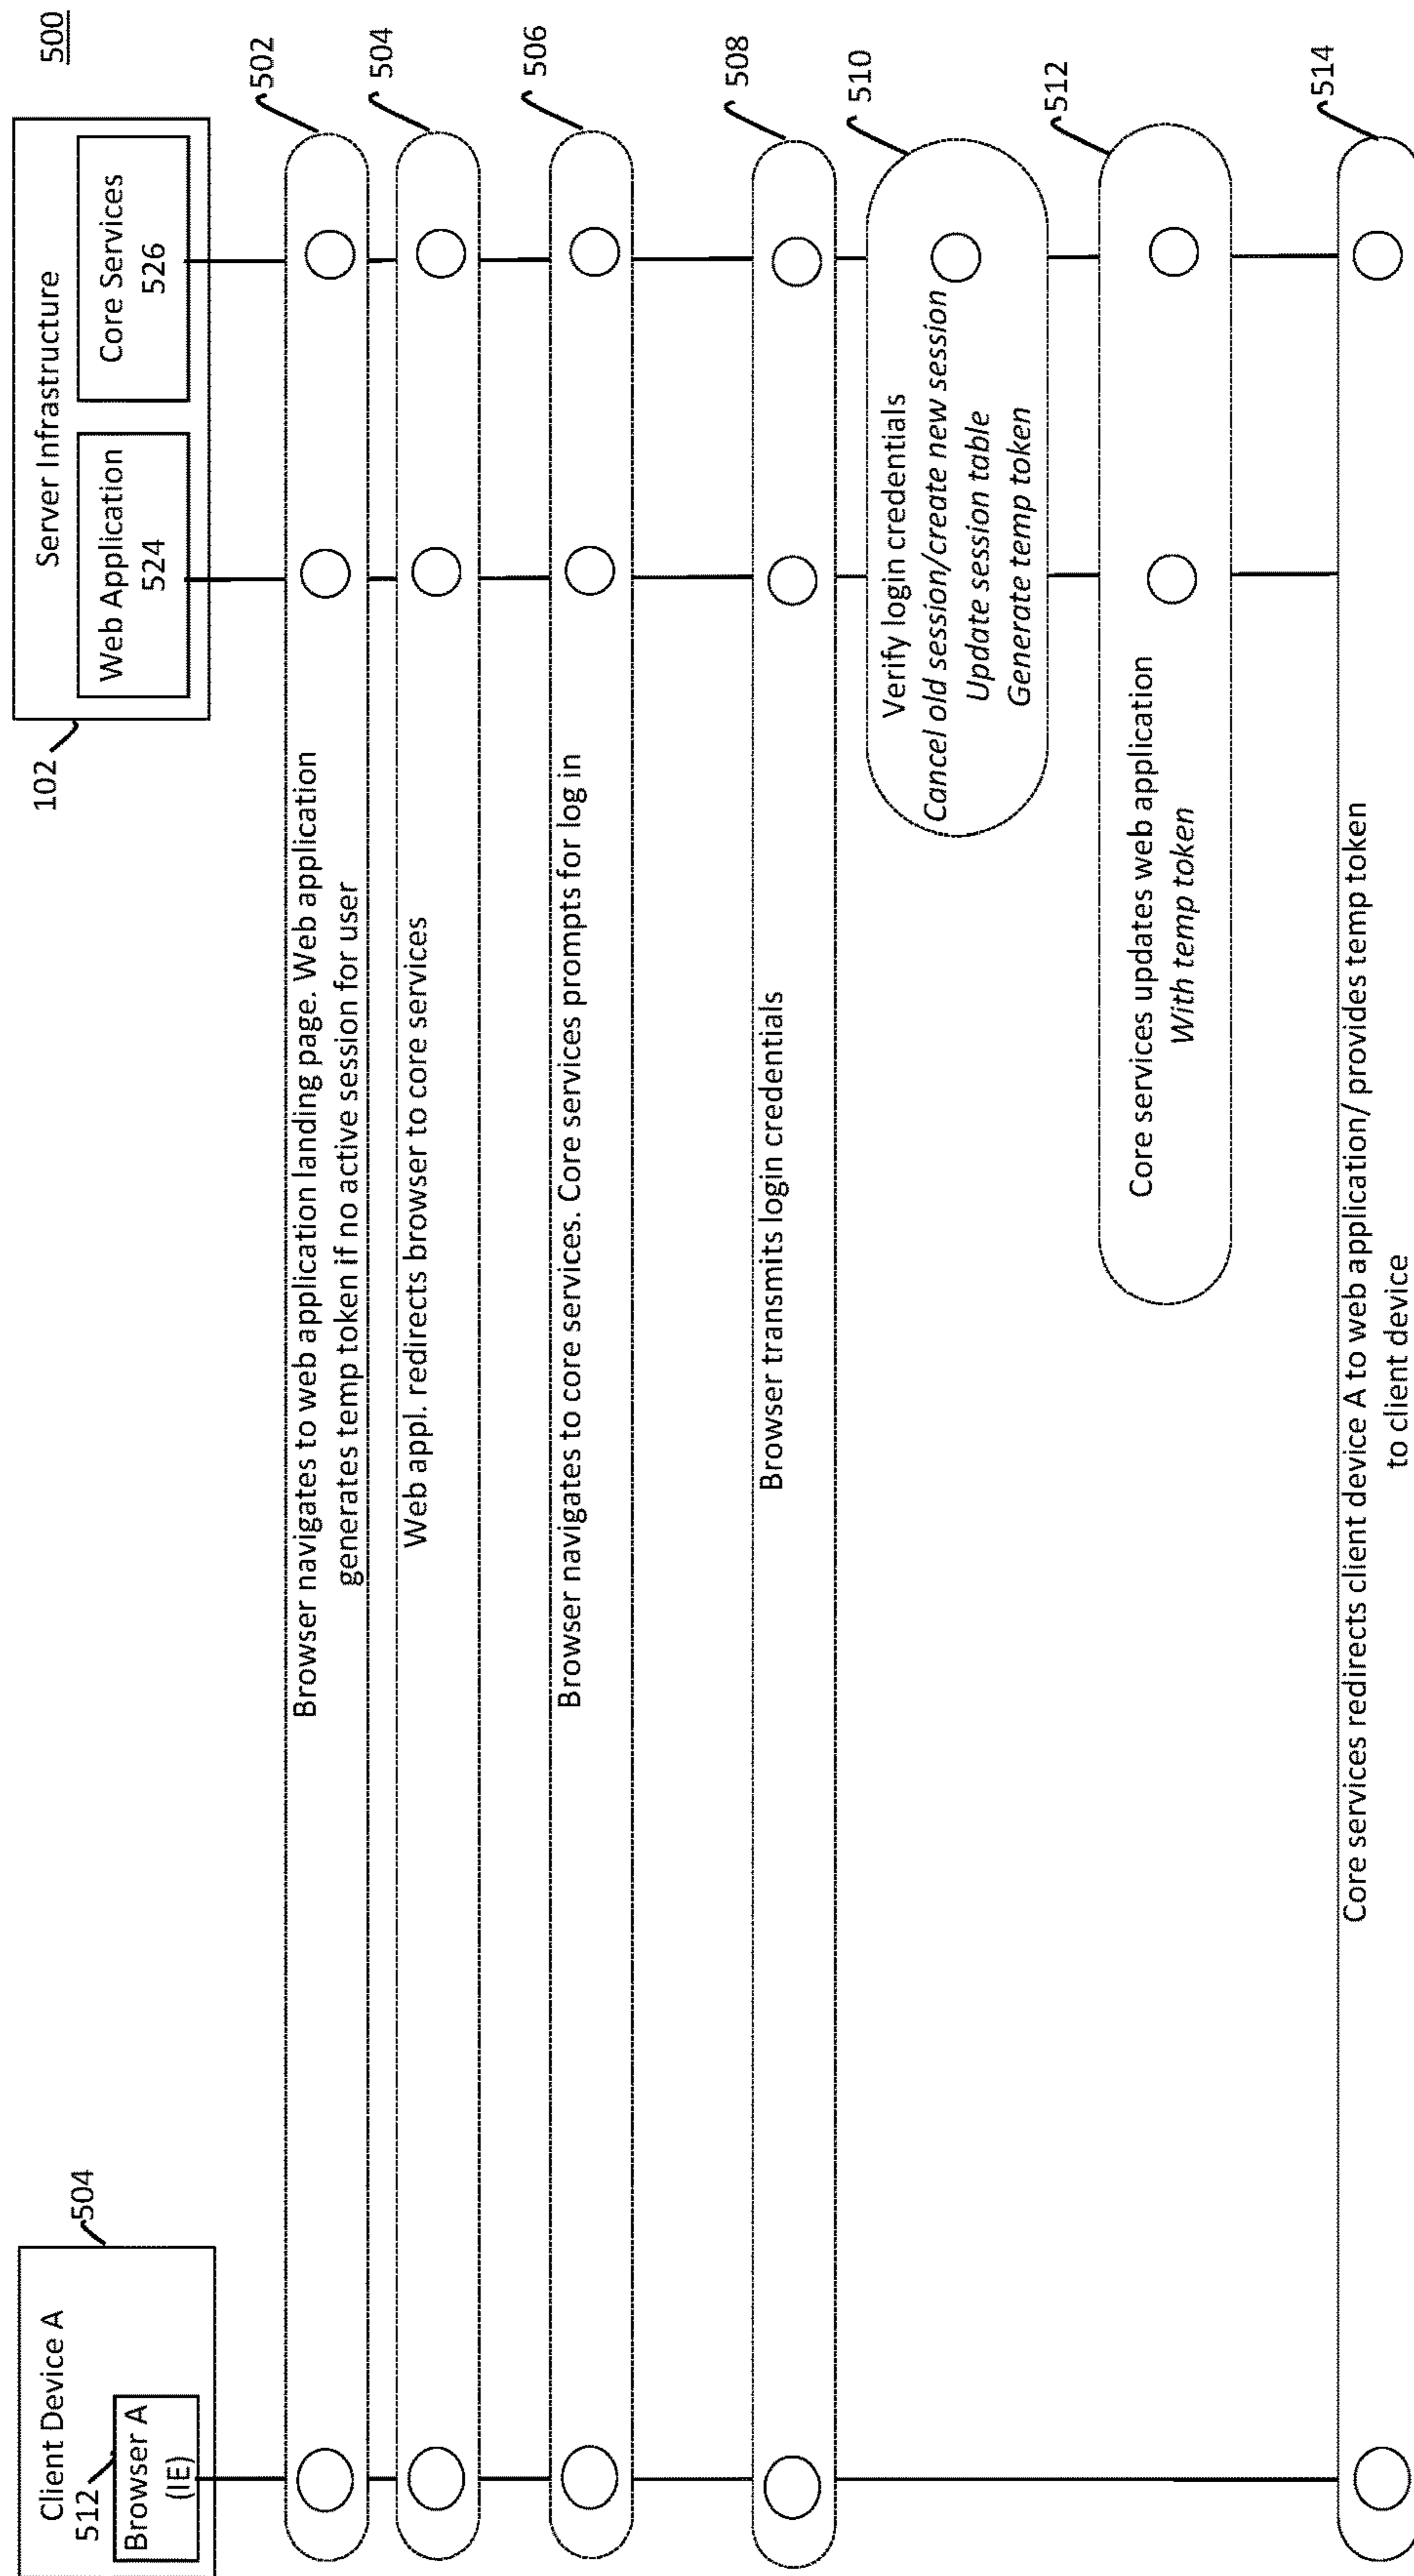 500
Client Device A
504
512
Browser A
(IE)
102
Server Infrastructure
Web Application
524
Core Services
526
502
Browser navigates to web application landing page. Web application
generates temp token if no active session for user
504
Web appl. redirects browser to core services
506
Browser navigates to core services. Core services prompts for log in
508
Browser transmits login credentials
510
Verify login credentials
Cancel old session/create new session
Update session table
Generate temp token
512
Core services updates web application
With temp token
514
Core services redirects client device A to web application/ provides temp token
to client device